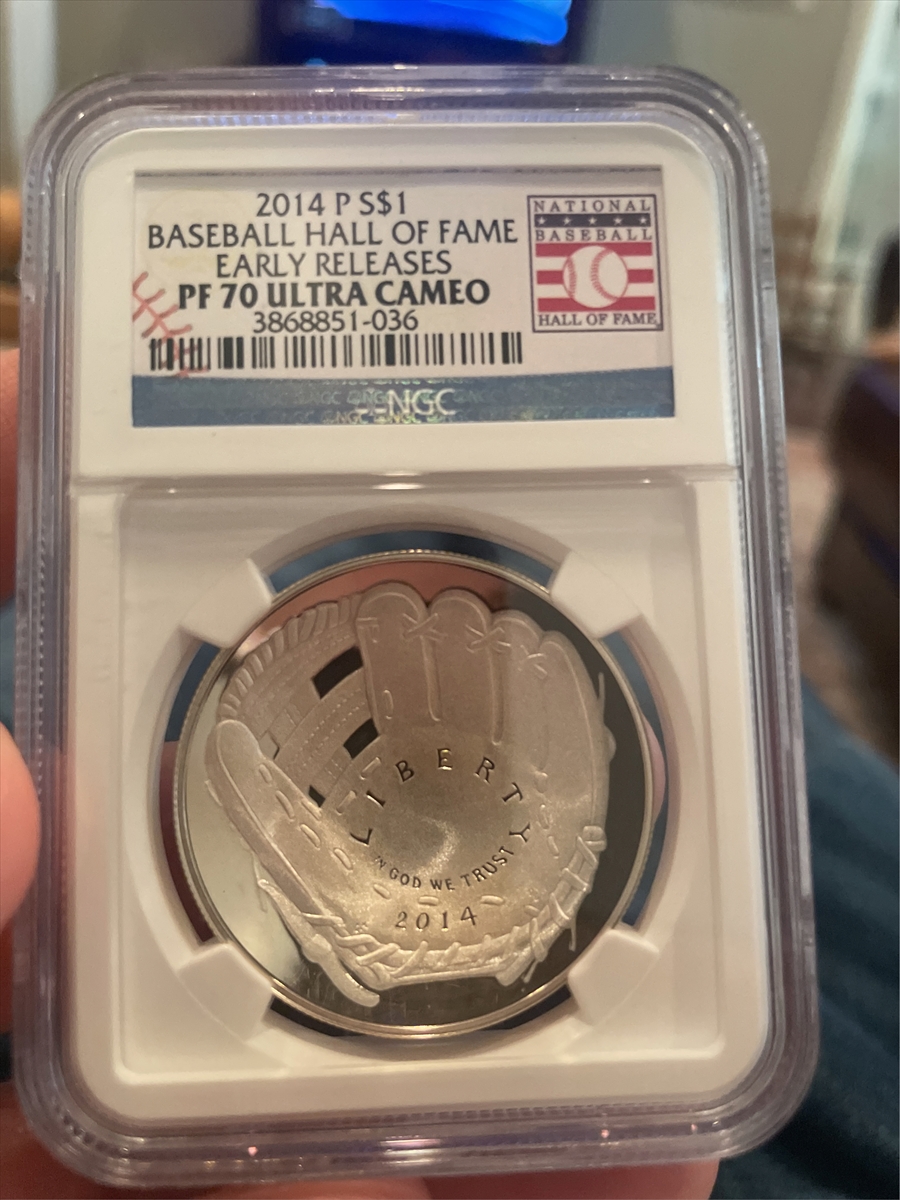 2014 P S$1
BASEBALL HALL OF FAME
EARLY RELEASES
PF 70 ULTRA CAMEO
3868851-036
NATIONAL
BASEBALL
HALL OF FAME
NGC
LIBERTY
IN GOD WE TRUST
2014